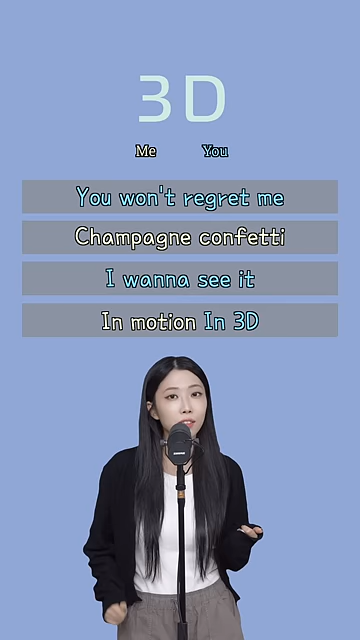 3D
Me You
You won't regret me
Champagne confetti
I wanna see it
In motion In 3D